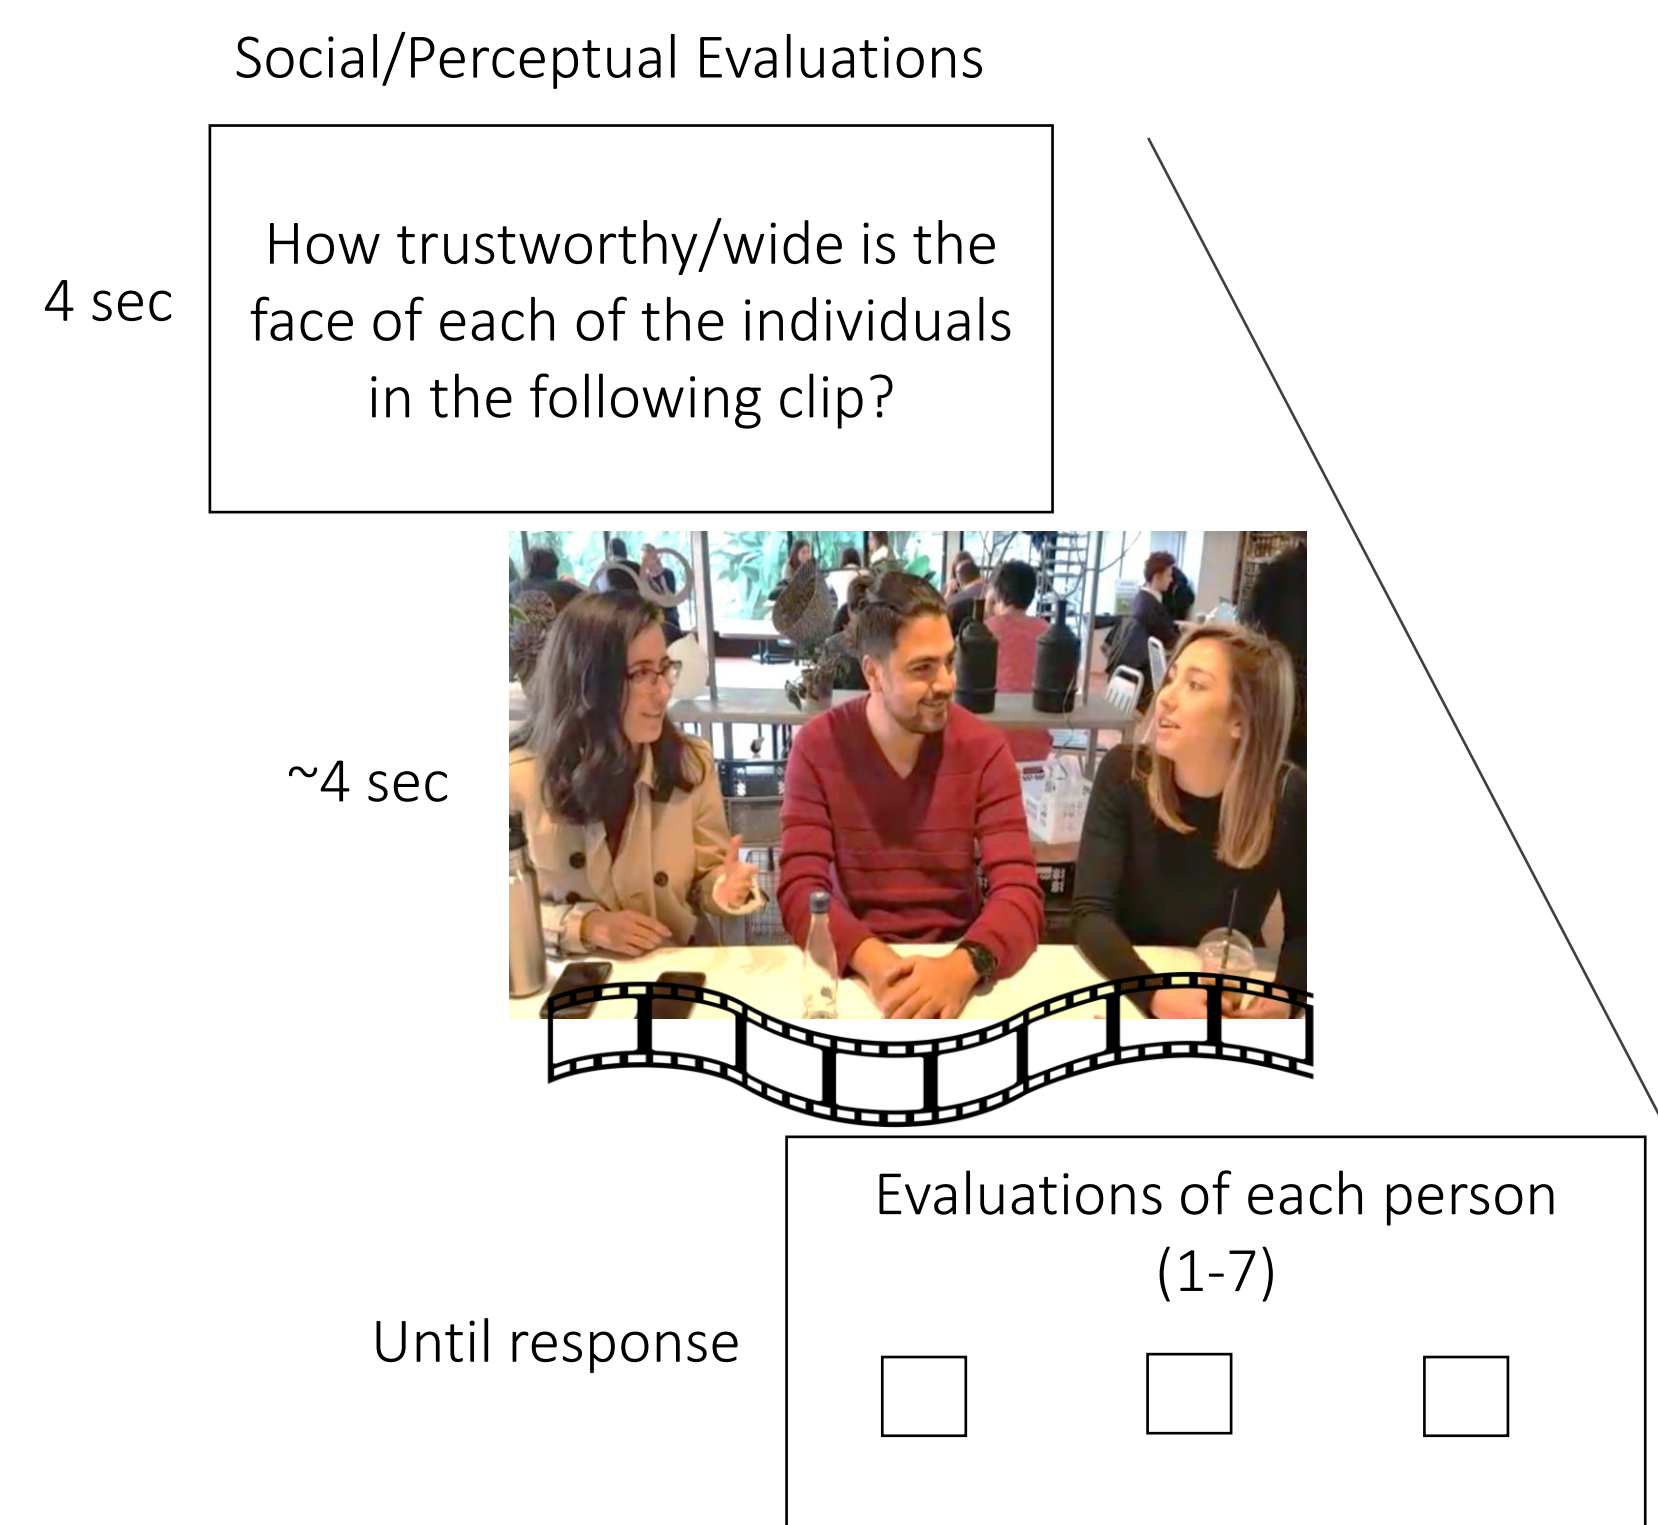 Social/Perceptual Evaluations
How trustworthy/wide is the
face of each of the individuals
in the following clip?
4 sec
~4 sec
Evaluations of each person
(1-7)
Until response